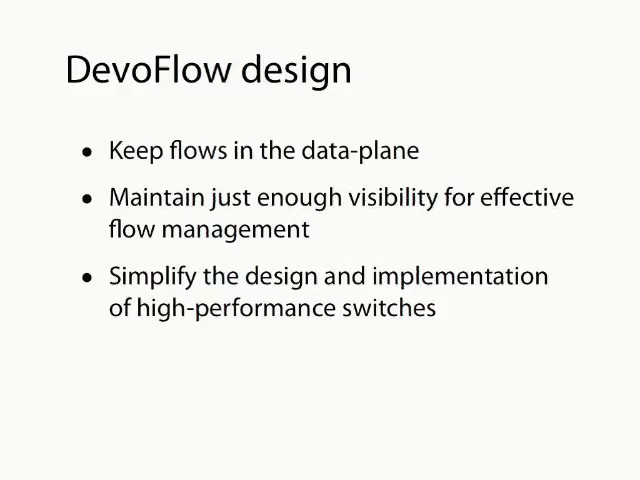 DevoFlow design
• Keep flows in the data-plane
• Maintain just enough visibility for effective
flow management
• Simplify the design and implementation
of high-performance switches